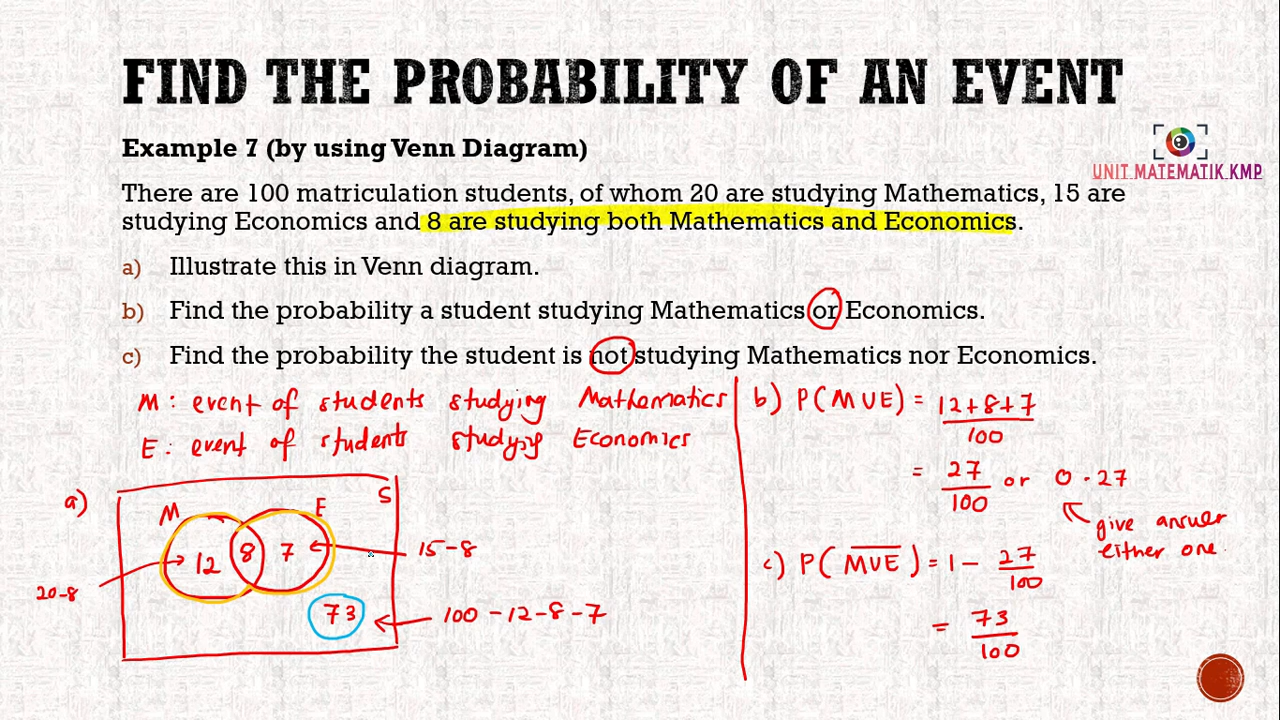 FIND THE PROBABILITY OF AN EVENT
Example 7 (by using Venn Diagram)
UNIT.MATEMATIK.KMP
There are 100 matriculation students, of whom 20 are studying Mathematics, 15 are
studying Economics and 8 are studying both Mathematics and Economics.
a) Illustrate this in Venn diagram.
b) Find the probability a student studying Mathematics or Economics.
c) Find the probability the student is not studying Mathematics nor Economics.
M : event of students studying Mathematics
E : event of students studying Economics
a)
S
M E
12 8 7
15-8
20-8
73
100 - 12 - 8 - 7
b) P(M∪E) = 12+8+7
100
= 27
100
or 0.27
give answer
either one.
c) P(M̅∪̅E̅) = 1 - 27
100
= 73
100